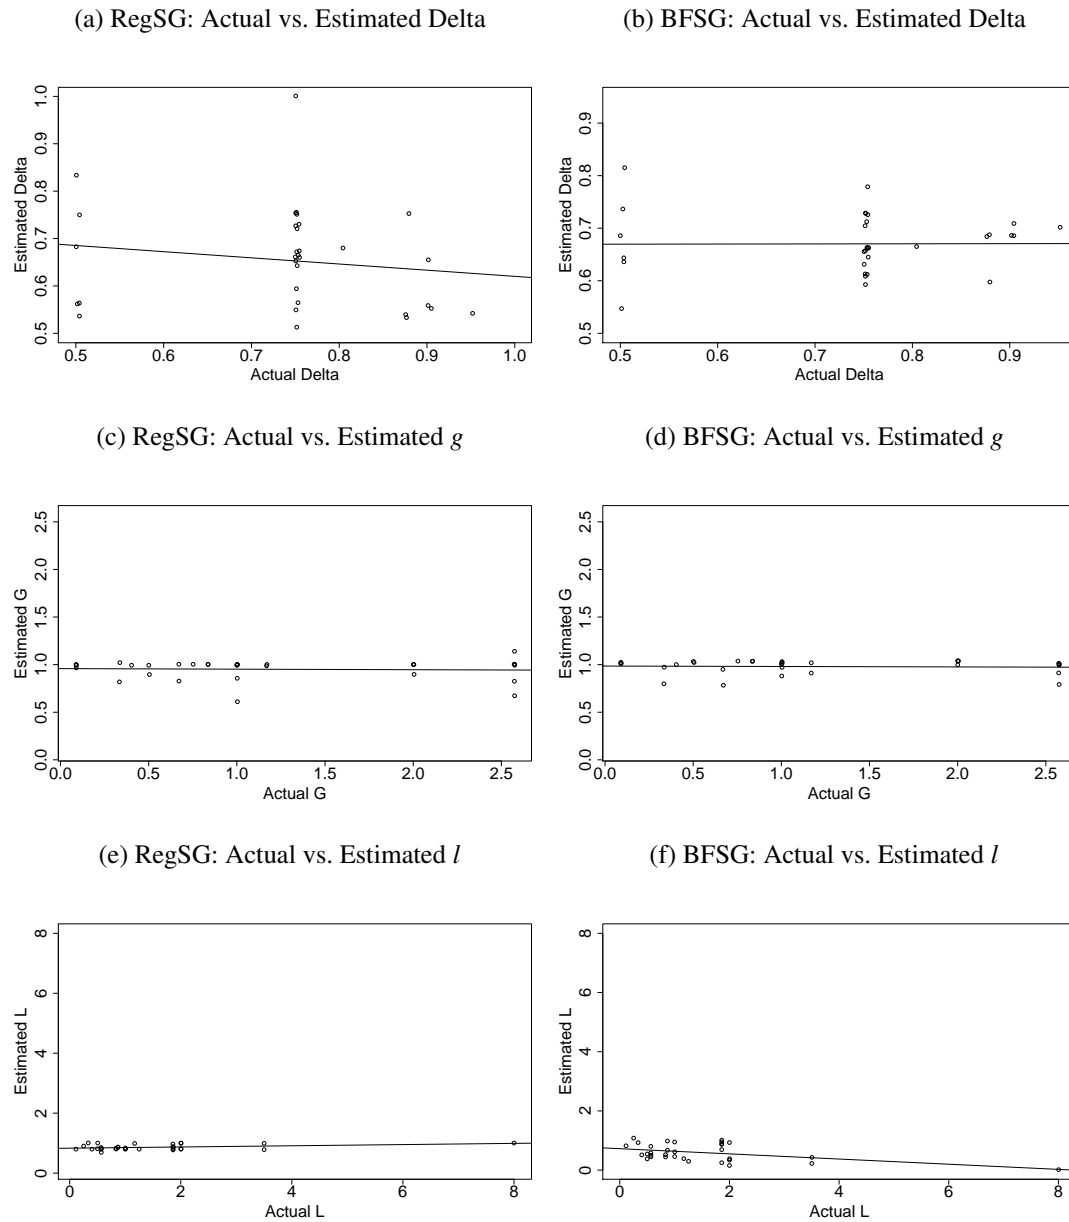 (a) RegSG: Actual vs. Estimated Delta
Estimated Delta
1.0
0.9
0.8
0.7
0.6
0.5
0.5 0.6 0.7 0.8 0.9 1.0
Actual Delta
(b) BFSG: Actual vs. Estimated Delta
Estimated Delta
0.9
0.8
0.7
0.6
0.5
0.5 0.6 0.7 0.8 0.9
Actual Delta
(c) RegSG: Actual vs. Estimated g
Estimated G
2.5
2.0
1.5
1.0
0.5
0.0
0.0 0.5 1.0 1.5 2.0 2.5
Actual G
(d) BFSG: Actual vs. Estimated g
Estimated G
2.5
2.0
1.5
1.0
0.5
0.0
0.0 0.5 1.0 1.5 2.0 2.5
Actual G
(e) RegSG: Actual vs. Estimated l
Estimated L
8
6
4
2
0
0 2 4 6 8
Actual L
(f) BFSG: Actual vs. Estimated l
Estimated L
8
6
4
2
0
0 2 4 6 8
Actual L